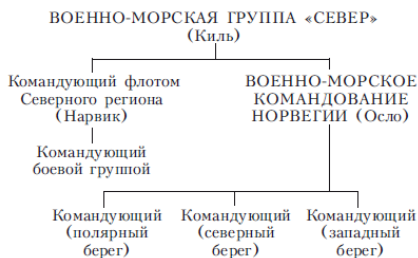 ВОЕННО-МОРСКАЯ ГРУППА «СЕВЕР»
(Киль)
Командующий флотом
Северного региона
(Нарвик)
Командующий
боевой группой
ВОЕННО-МОРСКОЕ
КОМАНДОВАНИЕ
НОРВЕГИИ (Осло)
Командующий
(полярный
берег)
Командующий
(северный
берег)
Командующий
(западный
берег)